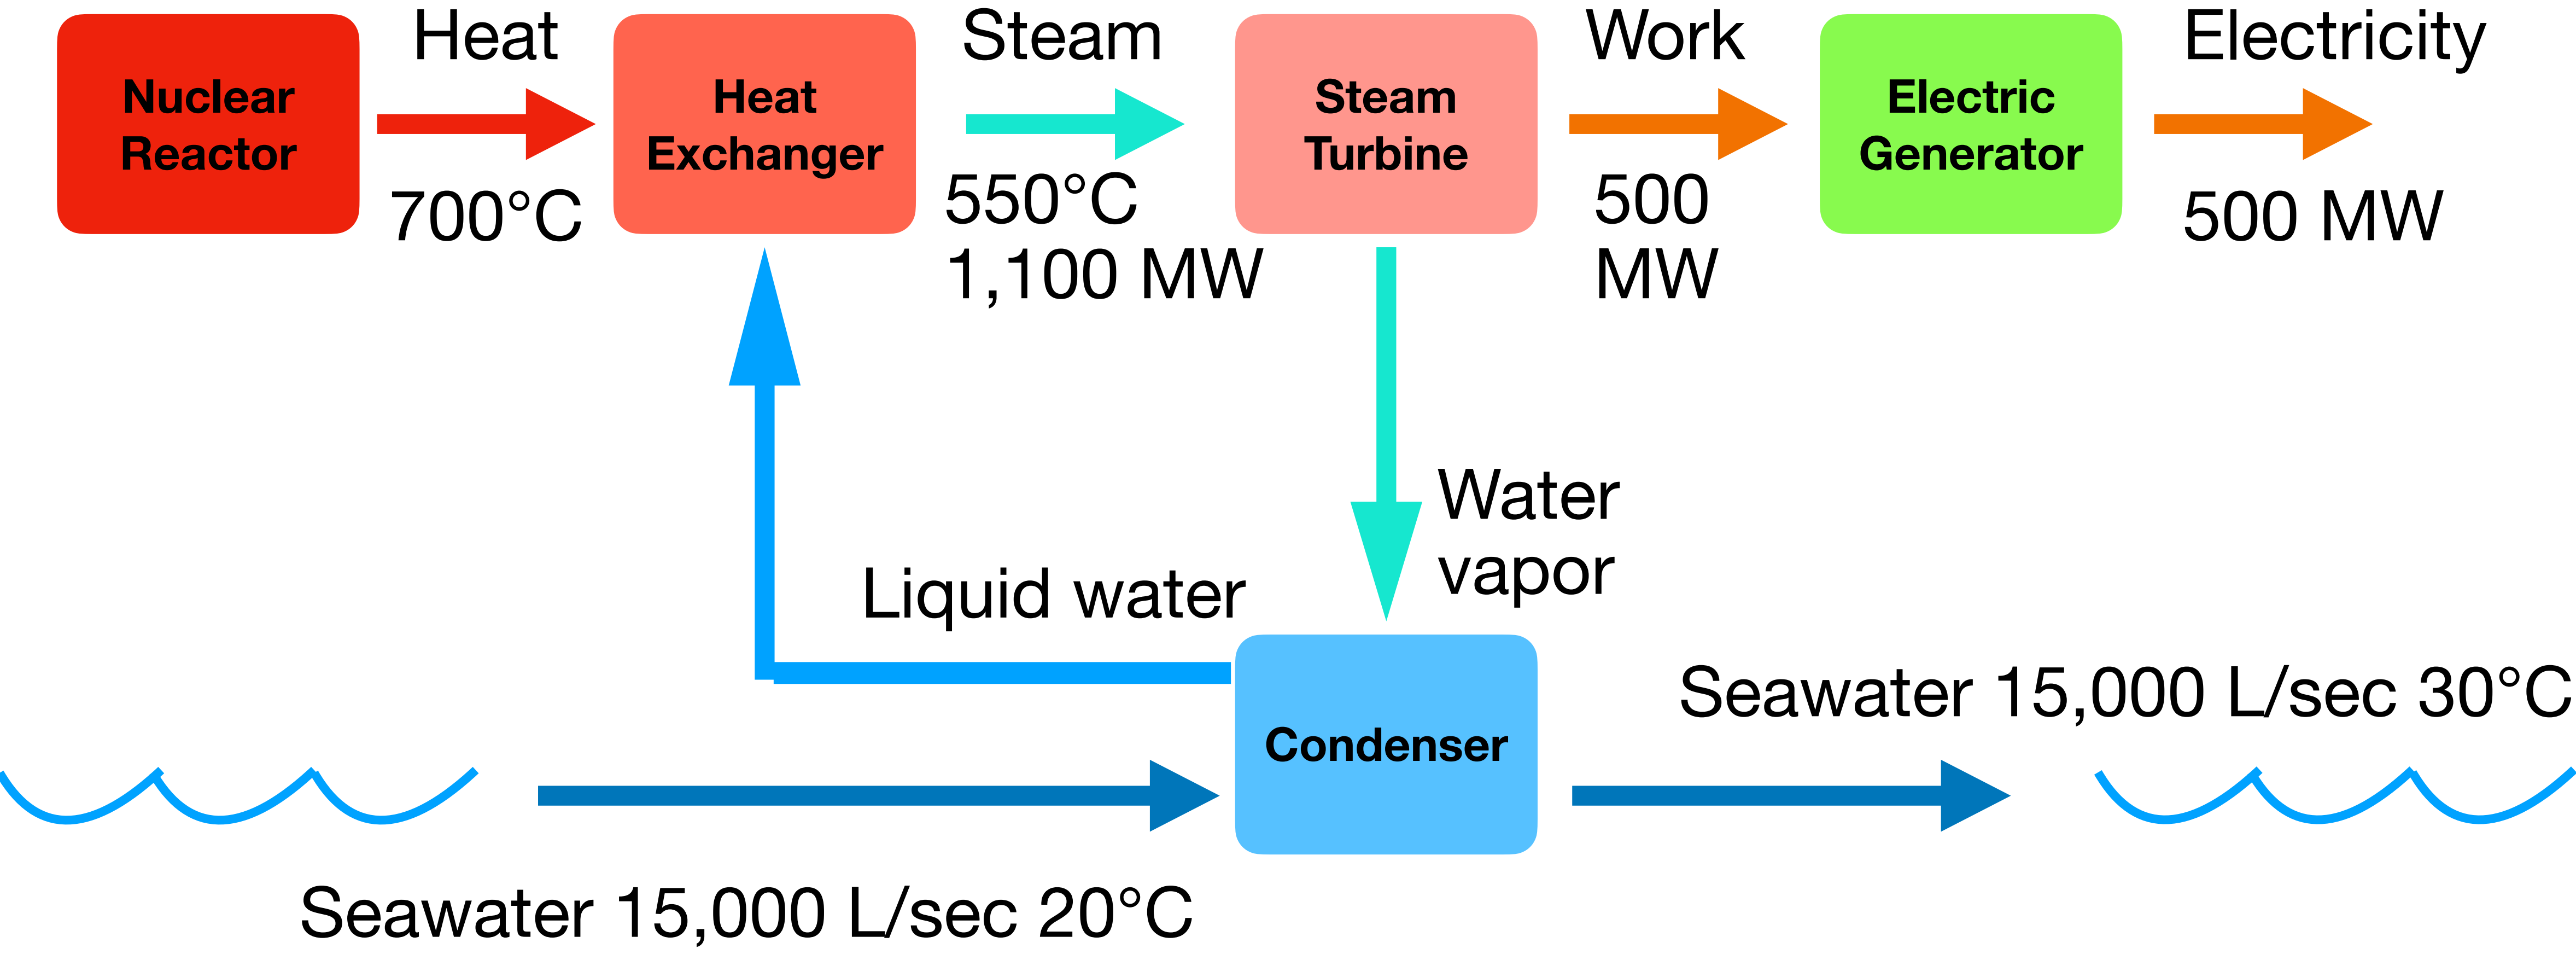 Nuclear
Reactor
Heat
700°C
Heat
Exchanger
Steam
550°C
1,100 MW
Steam
Turbine
Work
500
MW
Electric
Generator
Electricity
500 MW
Water
vapor
Liquid water
Condenser
Seawater 15,000 L/sec 30°C
Seawater 15,000 L/sec 20°C